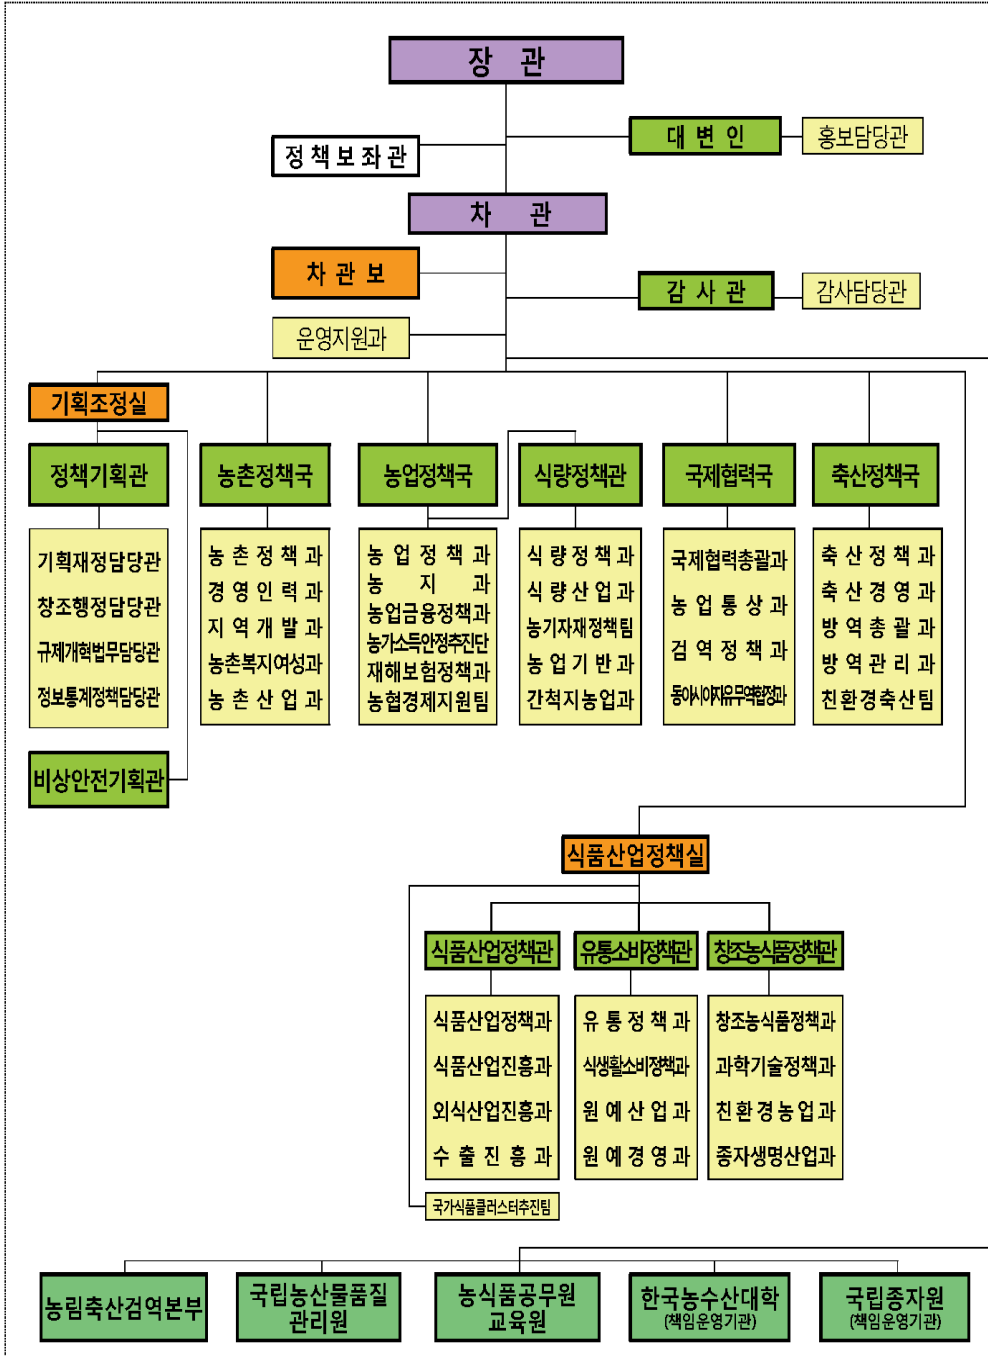 장 관
대 변 인
홍보담당관
정 책 보 좌 관
차 관
차 관 보
감 사 관
감사담당관
운영지원과
기획조정실
정책기획관
농촌정책국
농업정책국
식량정책관
국제협력국
축산정책국
기획재정담당관
창조행정담당관
규제개혁법무담당관
정보통계정책담당관
농 촌 정 책 과
경 영 인 력 과
지 역 개 발 과
농촌복지여성과
농 촌 산 업 과
농 업 정 책 과
농 지 과
농업금융정책과
농가소득안정추진단
재해보험정책과
농협경제지원팀
식 량 정 책 과
식 량 산 업 과
농기자재정책팀
농 업 기 반 과
간척지농업과
국제협력총괄과
농 업 통 상 과
검 역 정 책 과
동아시아자유무역협정과
축 산 정 책 과
축 산 경 영 과
방 역 총 괄 과
방 역 관 리 과
친환경축산팀
비상안전기획관
식품산업정책실
식품산업정책관
유통소비정책관
창조농식품정책관
식품산업정책과
식품산업진흥과
외식산업진흥과
수 출 진 흥 과
유 통 정 책 과
식생활소비정책과
원 예 산 업 과
원 예 경 영 과
창조농식품정책과
과학기술정책과
친 환 경 농 업 과
종자생명산업과
국가식품클러스터추진팀
농림축산검역본부
국립농산물품질
관리원
농식품공무원
교육원
한국농수산대학
(책임운영기관)
국립종자원
(책임운영기관)